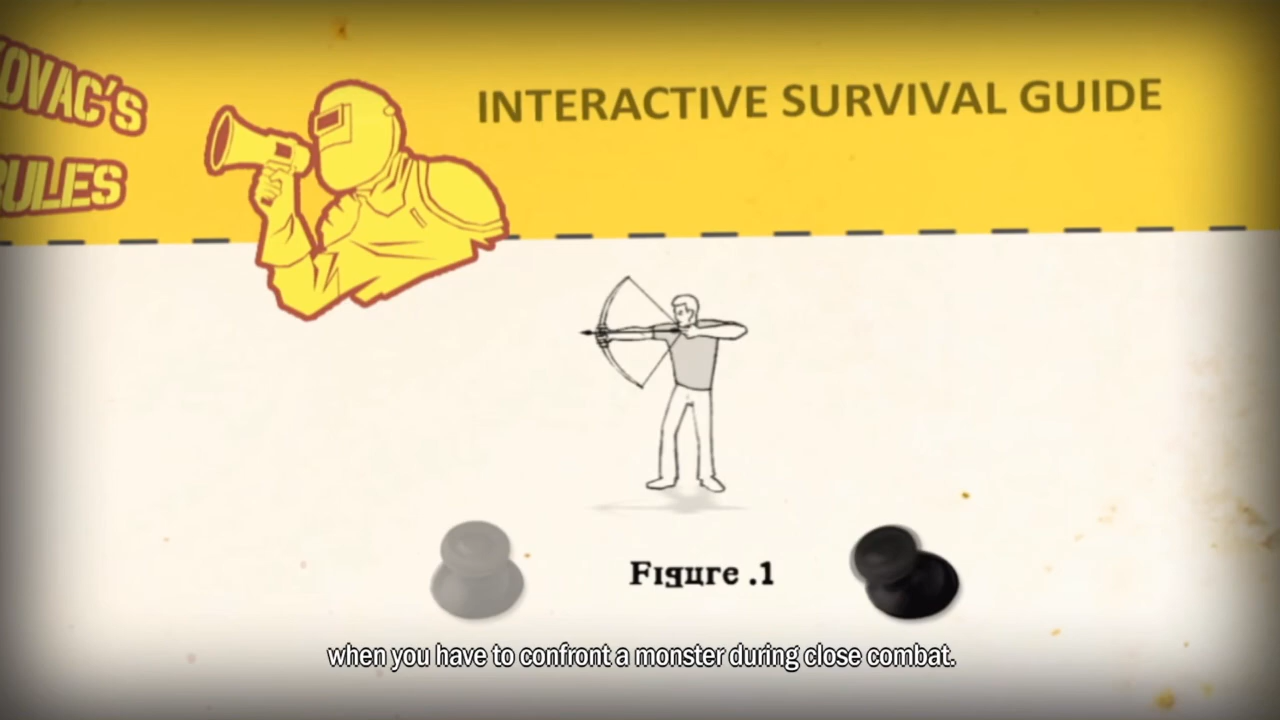 OVAC'S
RULES
INTERACTIVE SURVIVAL GUIDE
Figure .1
when you have to confront a monster during close combat.